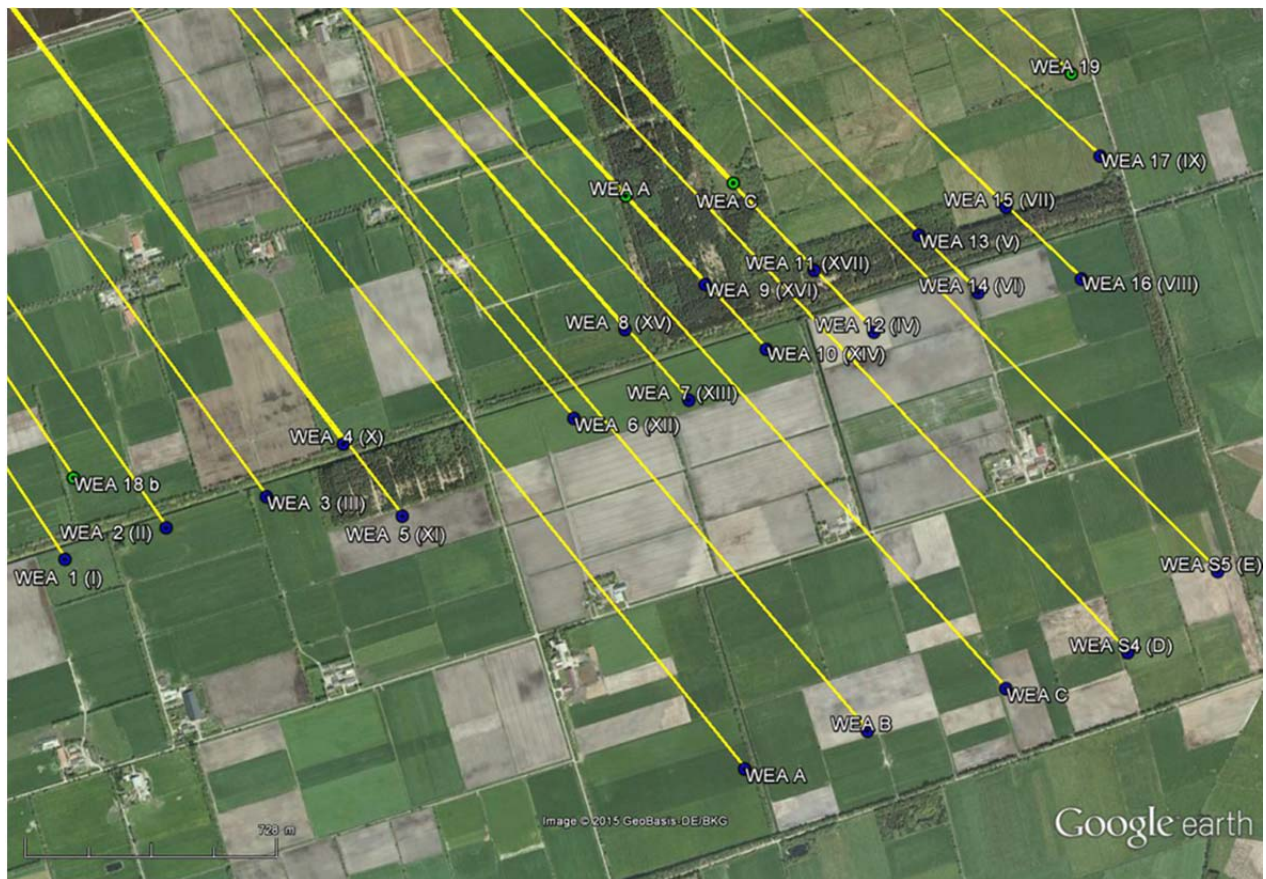 WEA 19
WEA 17 (IX)
WEA A
WEA C
WEA 15 (VII)
WEA 13 (V)
WEA 11 (XVII)
WEA 9 (XVI)
WEA 14 (VI)
WEA 16 (VIII)
WEA 8 (XV)
WEA 12 (IV)
WEA 10 (XIV)
WEA 7 (XIII)
WEA 6 (XII)
WEA 4 (X)
WEA 18 b
WEA 3 (III)
WEA 2 (II)
WEA 5 (XI)
WEA 1 (I)
WEA S5 (E)
WEA S4 (D)
WEA C
WEA B
WEA A
728 m
Image © 2015 GeoBasis-DE/BKG
Google earth